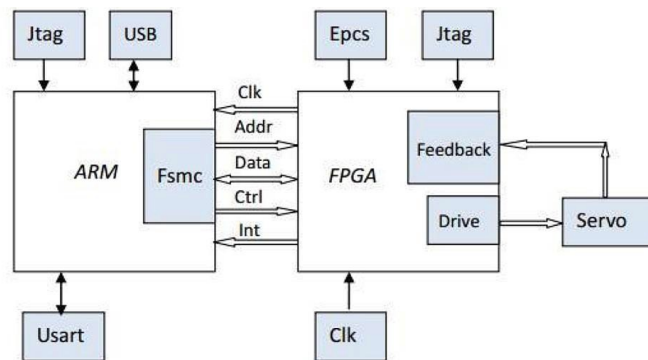 Jtag
USB
Epcs
Jtag
Clk
Addr
Data
Ctrl
Int
ARM
Fsmc
FPGA
Feedback
Drive
Servo
Usart
Clk